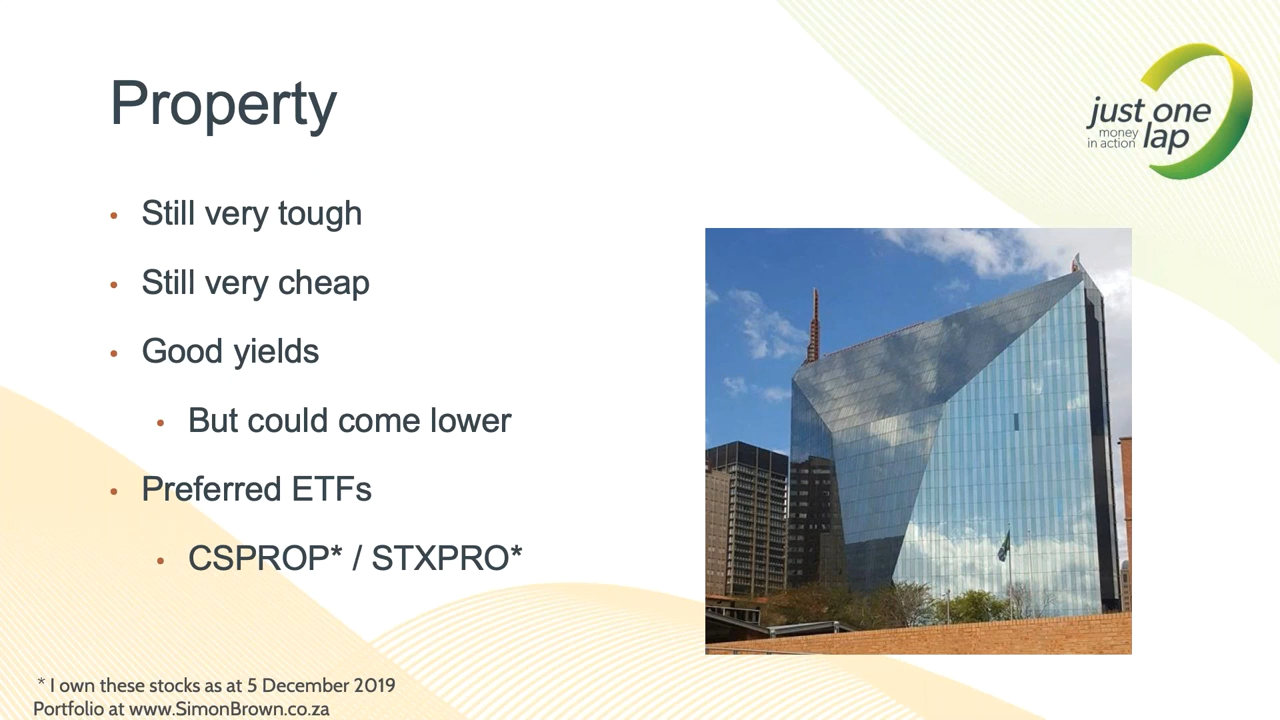 Property
just one
money
in action
lap
• Still very tough
• Still very cheap
• Good yields
• But could come lower
• Preferred ETFs
• CSPROP* / STXPRO*
* I own these stocks as at 5 December 2019
Portfolio at www.SimonBrown.co.za